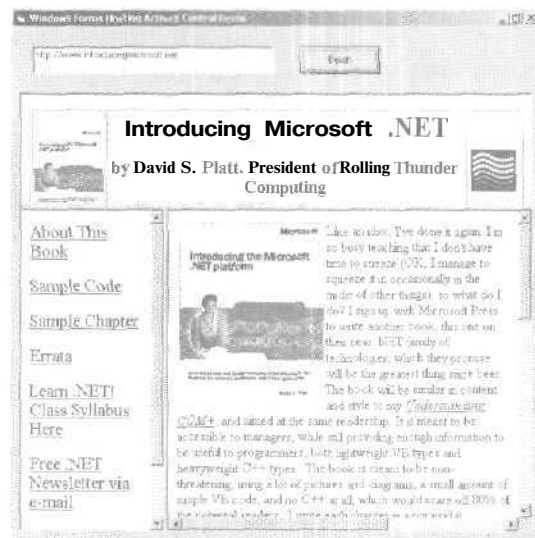 Windows Forms Hosting ActiveX Control Demo
http://www.introducingmicrosoft.net
Introducing Microsoft .NET
by David S. Platt. President of Rolling Thunder
Computing
About This
Book
Sample Code
Sample Chapter
Errata
Learn .NET!
Class Syllabus
Here
Free .NET
Newsletter via
e-mail
Microsoft
Introducing the Microsoft
.NET platform
Like an idiot, I've done it again. I'm
so busy teaching that I don't have
time to sneeze (OK, I manage to
squeeze it in occasionally in the
midst of other things), so what do I
do? I sign up with Microsoft Press
to write another book, this one on
their new .NET family of
technologies, which they promise
will be the greatest thing since beer.
The book will be similar in content
and style to my Understanding
COM+, and aimed at the same readership. It is meant to be
accessible to managers, while still providing enough information to
be useful to programmers, both lightweight VB types and
heavyweight C++ types. The book is meant to be non-
threatening, using a lot of pictures and diagrams, a small amount of
simple VB code, and no C++ at all, which would scare off 80% of
the potential readers. I write each chapter in a